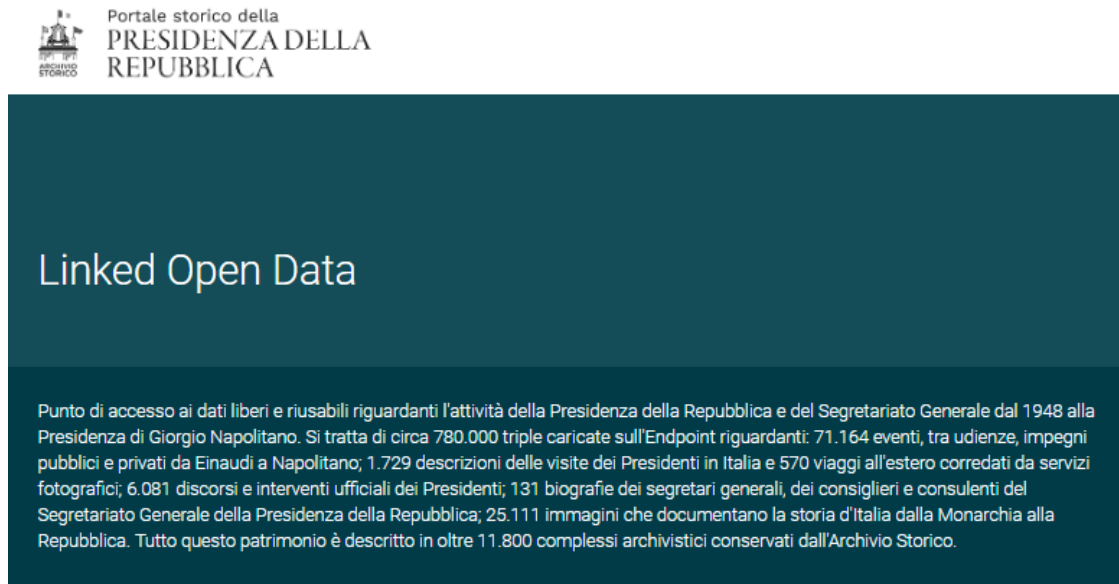 Portale storico della
PRESIDENZA DELLA
REPUBBLICA
ARCHIVIO
STORICO
Linked Open Data
Punto di accesso ai dati liberi e riusabili riguardanti l'attività della Presidenza della Repubblica e del Segretariato Generale dal 1948 alla
Presidenza di Giorgio Napolitano. Si tratta di circa 780.000 triple caricate sull'Endpoint riguardanti: 71.164 eventi, tra udienze, impegni
pubblici e privati da Einaudi a Napolitano; 1.729 descrizioni delle visite dei Presidenti in Italia e 570 viaggi all'estero corredati da servizi
fotografici; 6.081 discorsi e interventi ufficiali dei Presidenti; 131 biografie dei segretari generali, dei consiglieri e consulenti del
Segretariato Generale della Presidenza della Repubblica; 25.111 immagini che documentano la storia d'Italia dalla Monarchia alla
Repubblica. Tutto questo patrimonio è descritto in oltre 11.800 complessi archivistici conservati dall'Archivio Storico.